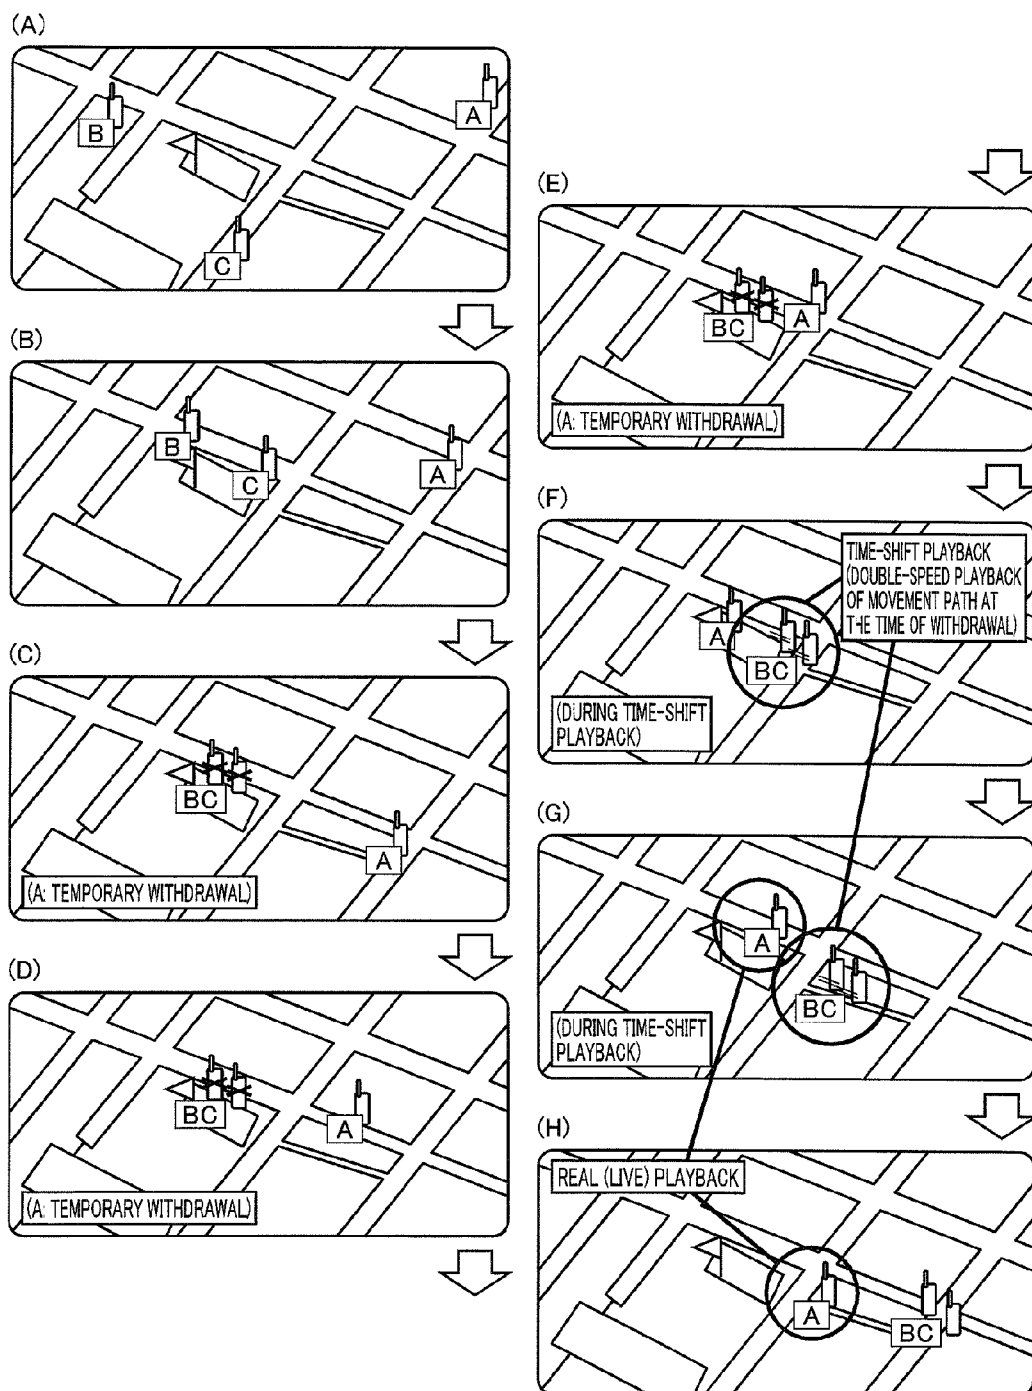 (A)
A
B
C
(B)
B
C
A
(C)
BC
A
(A: TEMPORARY WITHDRAWAL)
(D)
BC
A
(A: TEMPORARY WITHDRAWAL)
(E)
BC
A
(A: TEMPORARY WITHDRAWAL)
(F)
TIME-SHIFT PLAYBACK
(DOUBLE-SPEED PLAYBACK
OF MOVEMENT PATH AT
THE TIME OF WITHDRAWAL)
A
BC
(DURING TIME-SHIFT
PLAYBACK)
(G)
A
BC
(DURING TIME-SHIFT
PLAYBACK)
(H)
REAL (LIVE) PLAYBACK
A
BC